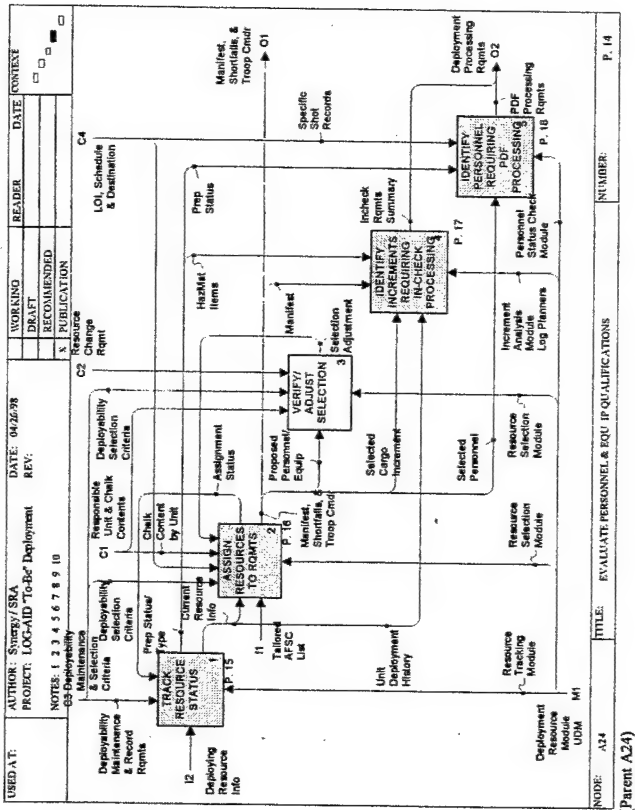 USED AT:
AUTHOR: Synergy / SRA
PROJECT: LOG-AID "To-Be" Deployment
NOTES: 1 2 3 4 5 6 7 8 9 10
DATE: 04/26/98
REV:
WORKING
DRAFT
RECOMMENDED
x PUBLICATION
READER
DATE
CONTEXT
C3 Deployability
Maintenance
& Selection Criteria
C1
Responsible
Unit & Chalk
Contents
C2
Resource
Change
Rqmt
C4
LOI, Schedule
& Destination
Deployability
Maintenance
& Record
Rqmts
Deployability
Selection
Criteria
Deployability
Selection
Criteria
Prep Status/
Type
Current
Resource
Info
Chalk
Content
by Unit
Assignment
Status
I2
Deploying
Resource
Info
TRACK
RESOURCE
STATUS
1
P. 15
I1
Tailored
AFSC
List
ASSIGN
RESOURCES
TO RQMTS
2
P. 16
Manifest,
Shortfalls, &
Troop Cmdr
Proposed
Personnel/
Equip
VERIFY/
ADJUST
SELECTION
3
Selection
Adjustment
Manifest
HazMat
Items
Prep
Status
Specific
Shot
Records
Manifest,
Shortfalls, &
Troop Cmdr
O1
Selected
Cargo
Increment
IDENTIFY
INCREMENTS
REQUIRING
IN-CHECK
PROCESSING
4
P. 17
Incheck
Rqmts
Summary
Selected
Personnel
IDENTIFY
PERSONNEL
REQUIRING
PDF
PROCESSING
5
P. 18
PDF
Processing
Rqmts
Deployment
Processing
Rqmts
O2
Unit
Deployment
History
Resource
Tracking
Module
Resource
Selection
Module
Resource
Selection
Module
Increment
Analysis
Module
Log Planners
Personnel
Status Check
Module
Deployment
Resource
Module
UDM
M1
NODE: A24
TITLE: EVALUATE PERSONNEL & EQU IP QUALIFICATIONS
NUMBER:
P. 14
Parent A24)